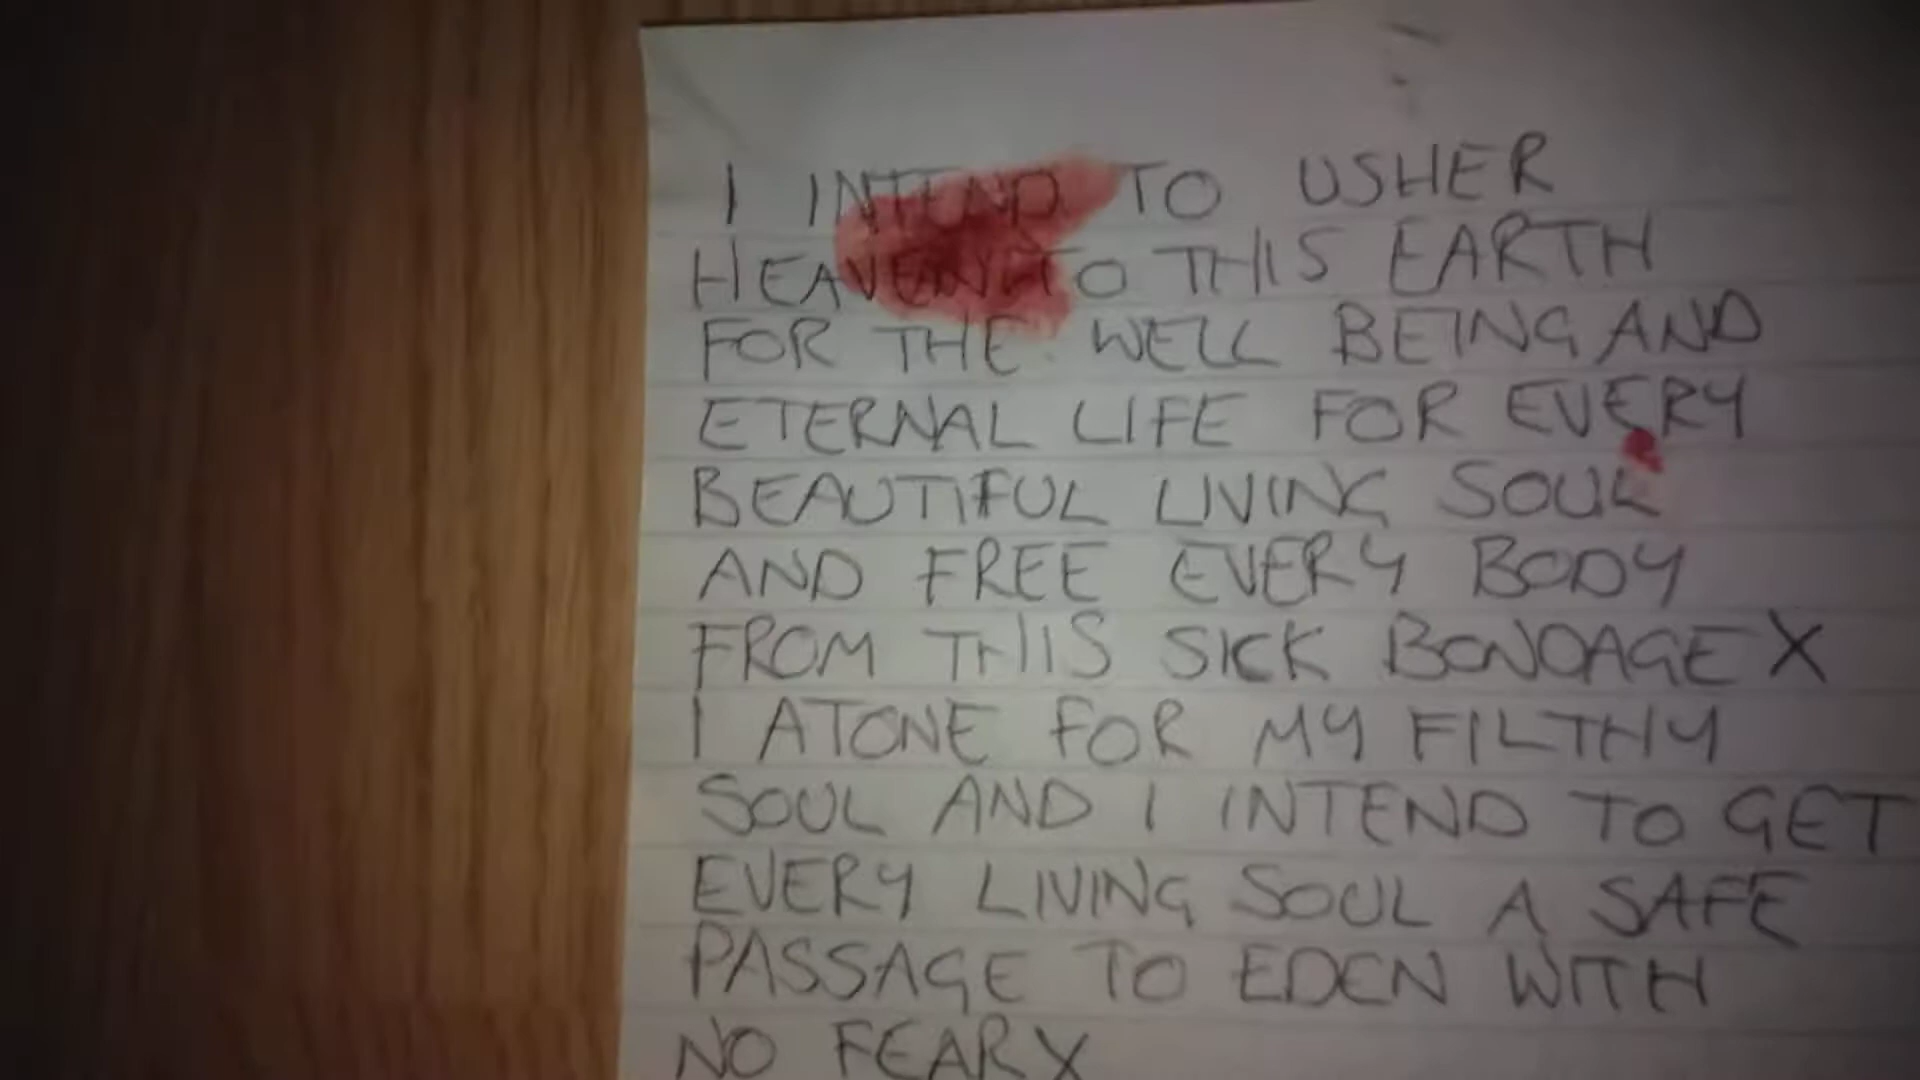 I INTEND TO USHER
HEAVEN TO THIS EARTH
FOR THE WELL BEING AND
ETERNAL LIFE FOR EVERY
BEAUTIFUL LIVING SOUL
AND FREE EVERY BODY
FROM THIS SICK BONDAGE X
I ATONE FOR MY FILTHY
SOUL AND I INTEND TO GET
EVERY LIVING SOUL A SAFE
PASSAGE TO EDEN WITH
NO FEAR X